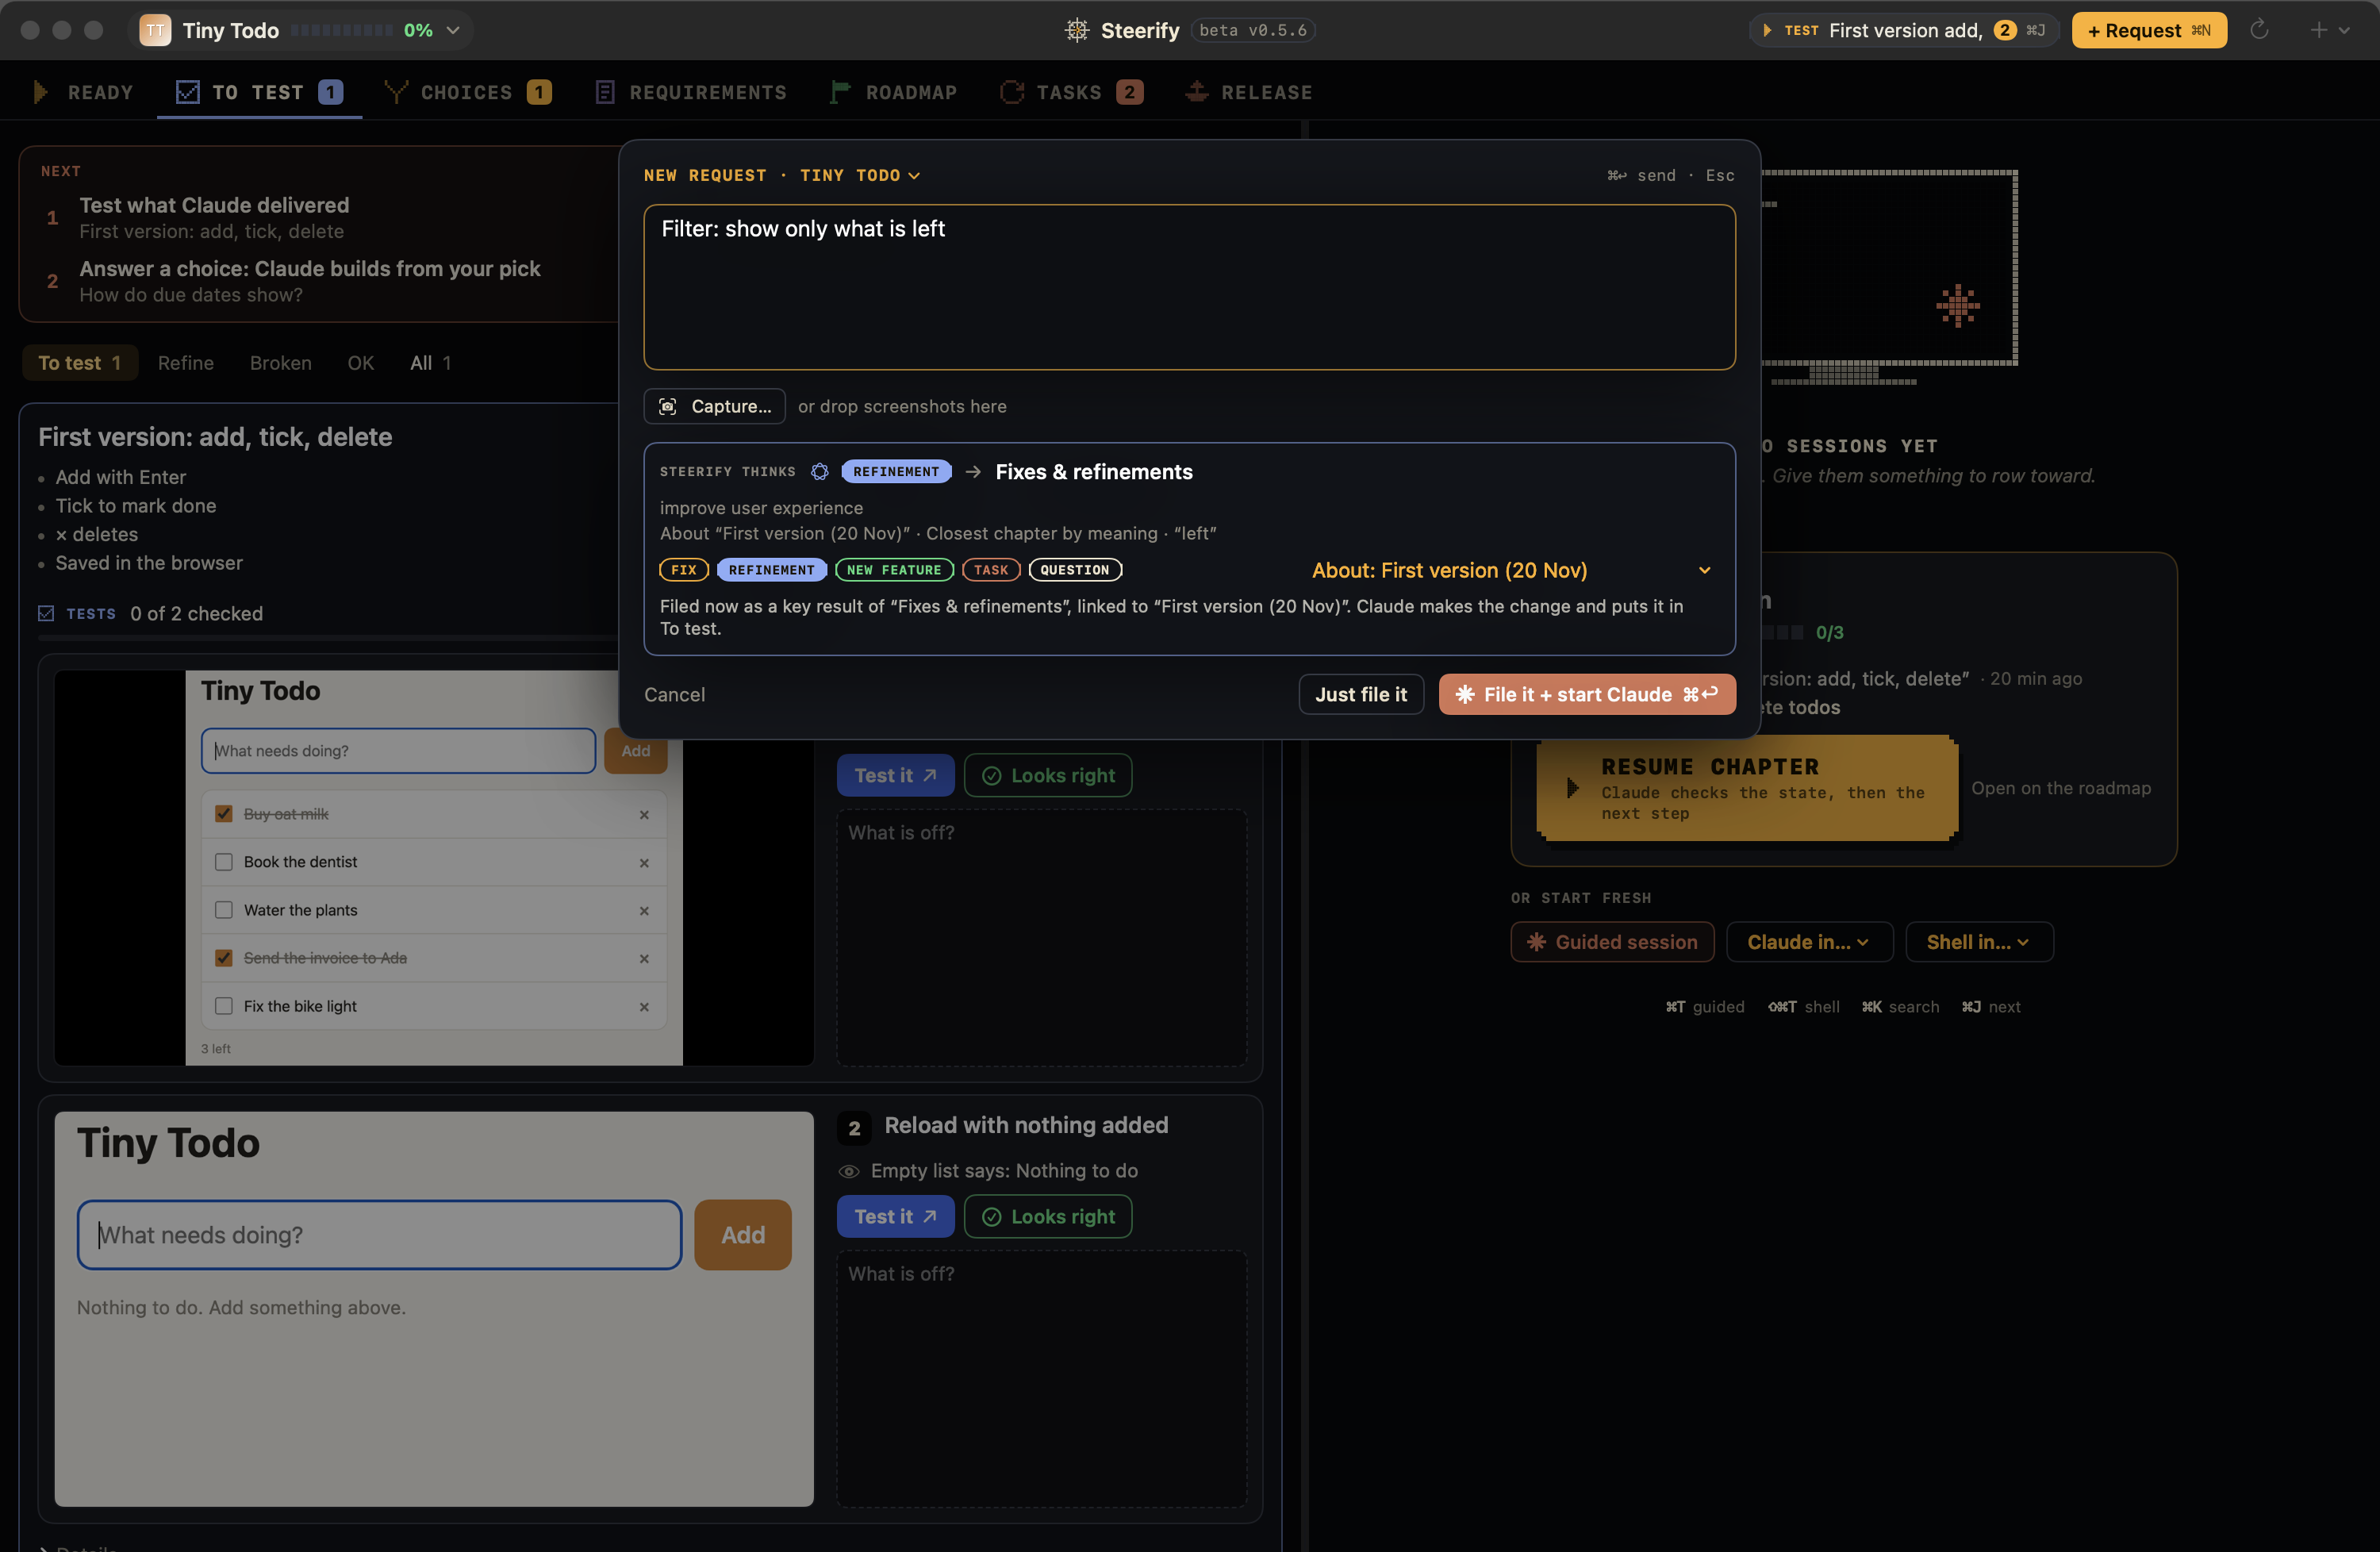 TT Tiny Todo 0%
Steerify beta v0.5.6
TEST First version add, 2 ⌘J
+ Request ⌘N
READY
TO TEST 1
CHOICES 1
REQUIREMENTS
ROADMAP
TASKS 2
RELEASE
NEXT
1 Test what Claude delivered
First version: add, tick, delete
2 Answer a choice: Claude builds from your pick
How do due dates show?
To test 1 Refine Broken OK All 1
First version: add, tick, delete
• Add with Enter
• Tick to mark done
• × deletes
• Saved in the browser
TESTS 0 of 2 checked
Tiny Todo
What needs doing? Add
Buy oat milk ×
Book the dentist ×
Water the plants ×
Send the invoice to Ada ×
Fix the bike light ×
3 left
Test it ↗ Looks right
What is off?
Tiny Todo
What needs doing? Add
Nothing to do. Add something above.
2 Reload with nothing added
Empty list says: Nothing to do
Test it ↗ Looks right
What is off?
NEW REQUEST · TINY TODO
⌘↩ send · Esc
Filter: show only what is left
Capture... or drop screenshots here
STEERIFY THINKS REFINEMENT → Fixes & refinements
improve user experience
About “First version (20 Nov)” · Closest chapter by meaning · “left”
FIX REFINEMENT NEW FEATURE TASK QUESTION
About: First version (20 Nov)
Filed now as a key result of “Fixes & refinements”, linked to “First version (20 Nov)”. Claude makes the change and puts it in
To test.
Cancel
Just file it
File it + start Claude ⌘↩
SESSIONS YET
. Give them something to row toward.
0/3
add, tick, delete” · 20 min ago
todos
RESUME CHAPTER
Claude checks the state, then the
next step
Open on the roadmap
OR START FRESH
Guided session
Claude in...
Shell in...
⌘T guided ⇧⌘T shell ⌘K search ⌘J next